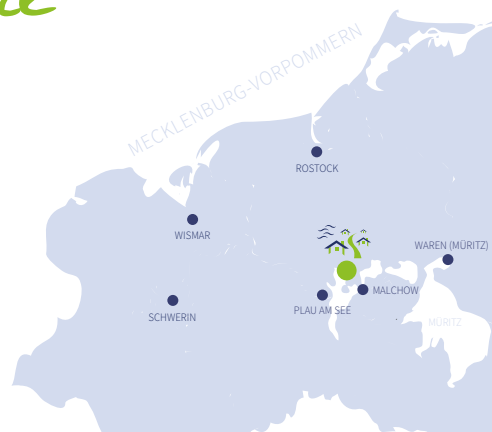 MECKLENBURG-VORPOMMERN
ROSTOCK
WISMAR
WAREN (MÜRITZ)
MALCHOW
PLAU AM SEE
SCHWERIN
MÜRITZ